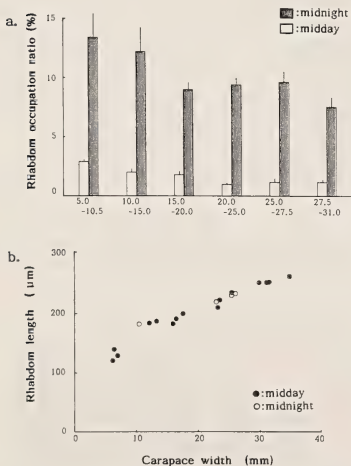 a.
:midnight
:midday
Rhabdom occupation ratio (%)
15
10
5
0
5.0 10.0 15.0 20.0 25.0 27.5
-10.5 -15.0 -20.0 -25.0 -27.5 -31.0
b.
Rhabdom length ( μm)
300
200
100
0
:midday
:midnight
0 10 20 30 40
Carapace width (mm)